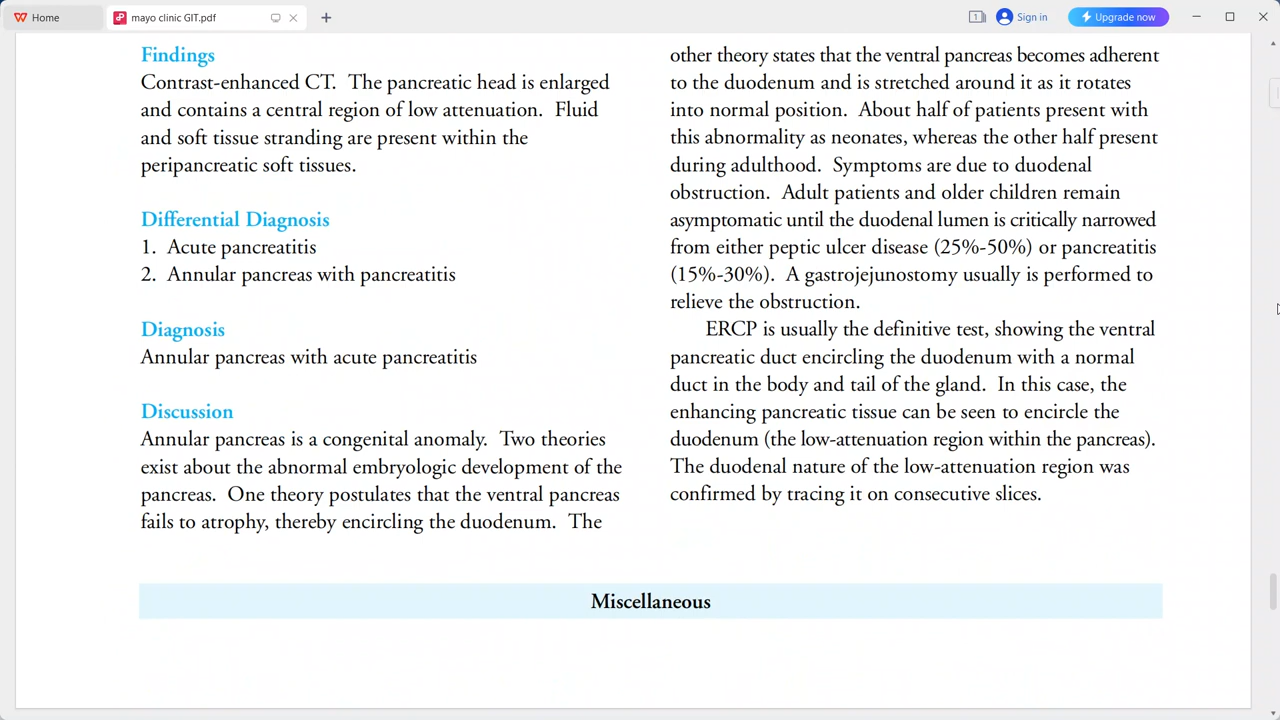 Home
mayo clinic GIT.pdf
1
Sign in
Upgrade now
Findings
Contrast-enhanced CT. The pancreatic head is enlarged
and contains a central region of low attenuation. Fluid
and soft tissue stranding are present within the
peripancreatic soft tissues.
Differential Diagnosis
1. Acute pancreatitis
2. Annular pancreas with pancreatitis
Diagnosis
Annular pancreas with acute pancreatitis
Discussion
Annular pancreas is a congenital anomaly. Two theories
exist about the abnormal embryologic development of the
pancreas. One theory postulates that the ventral pancreas
fails to atrophy, thereby encircling the duodenum. The
other theory states that the ventral pancreas becomes adherent
to the duodenum and is stretched around it as it rotates
into normal position. About half of patients present with
this abnormality as neonates, whereas the other half present
during adulthood. Symptoms are due to duodenal
obstruction. Adult patients and older children remain
asymptomatic until the duodenal lumen is critically narrowed
from either peptic ulcer disease (25%-50%) or pancreatitis
(15%-30%). A gastrojejunostomy usually is performed to
relieve the obstruction.
ERCP is usually the definitive test, showing the ventral
pancreatic duct encircling the duodenum with a normal
duct in the body and tail of the gland. In this case, the
enhancing pancreatic tissue can be seen to encircle the
duodenum (the low-attenuation region within the pancreas).
The duodenal nature of the low-attenuation region was
confirmed by tracing it on consecutive slices.
Miscellaneous